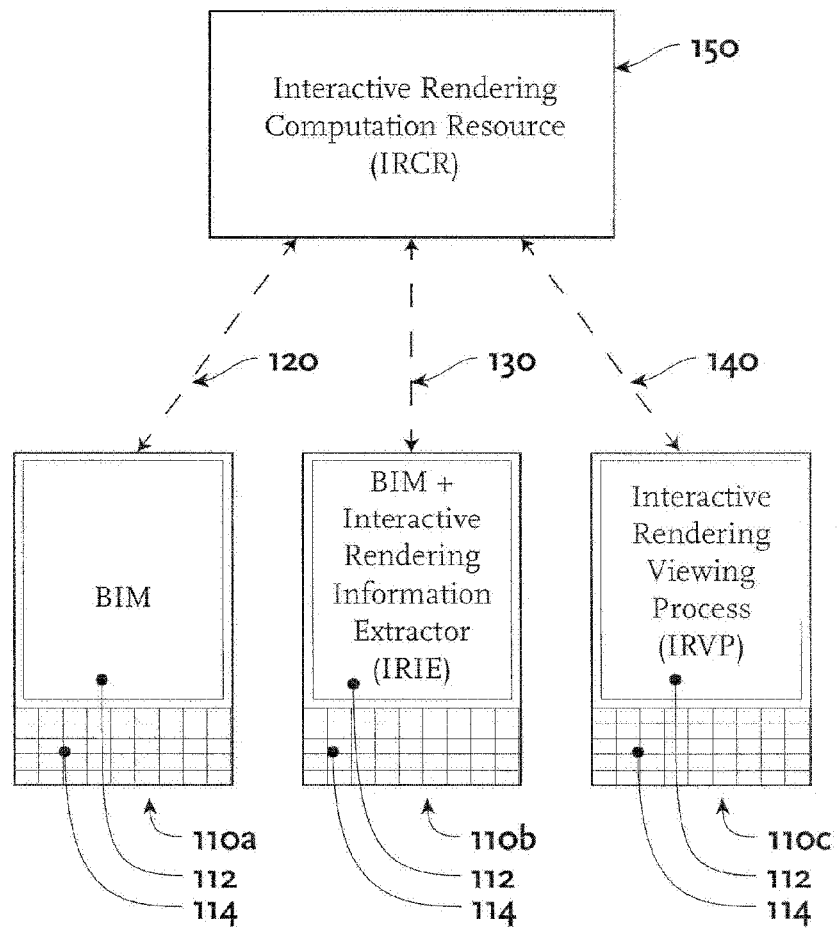 150
Interactive Rendering
Computation Resource
(IRCR)
120
130
140
BIM
BIM +
Interactive
Rendering
Information
Extractor
(IRIE)
Interactive
Rendering
Viewing
Process
(IRVP)
110a
112
114
110b
112
114
110c
112
114